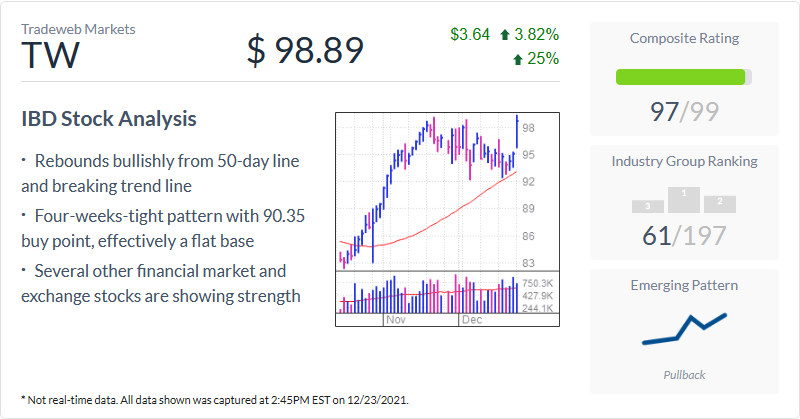 Tradeweb Markets
TW
$ 98.89
$3.64 3.82%
25%
IBD Stock Analysis
· Rebounds bullishly from 50-day line
and breaking trend line
· Four-weeks-tight pattern with 90.35
buy point, effectively a flat base
· Several other financial market and
exchange stocks are showing strength
98
95
92
89
86
83
750.3K
427.9K
244.1K
Nov Dec
Composite Rating
97/99
Industry Group Ranking
3 1 2
61/197
Emerging Pattern
Pullback
* Not real-time data. All data shown was captured at 2:45PM EST on 12/23/2021.